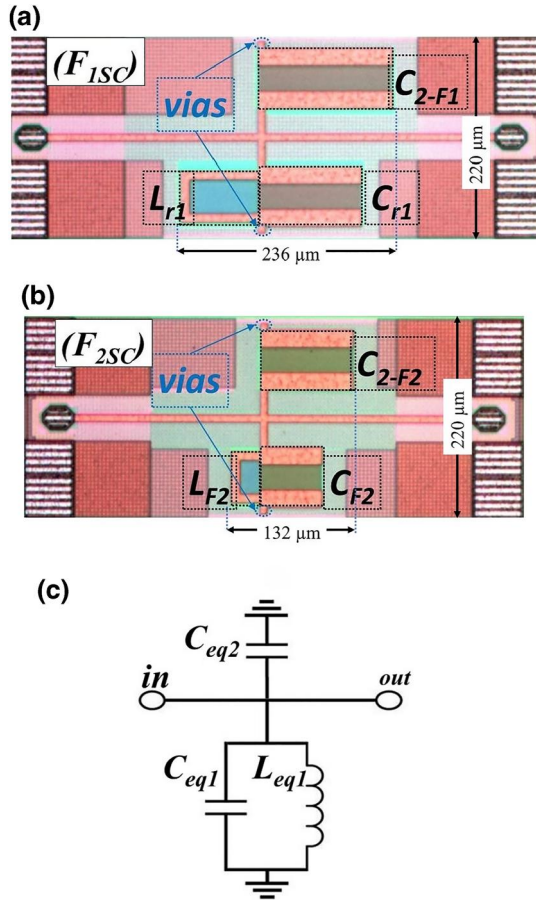 (a)
(F1SC)
vias
C2-F1
Lr1
Cr1
220 µm
236 µm
(b)
(F2SC)
vias
C2-F2
LF2
CF2
220 µm
132 µm
(c)
Ceq2
in
out
Ceq1
Leq1